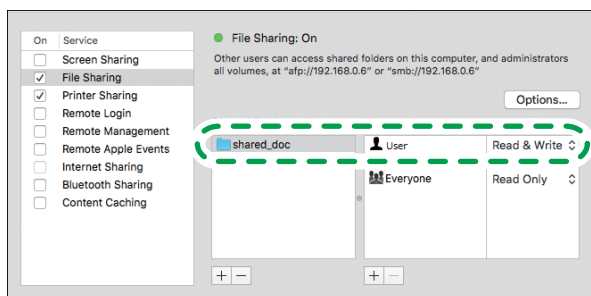 On Service
Screen Sharing
File Sharing
Printer Sharing
Remote Login
Remote Management
Remote Apple Events
Internet Sharing
Bluetooth Sharing
Content Caching
File Sharing: On
Other users can access shared folders on this computer, and administrators
all volumes, at “afp://192.168.0.6” or “smb://192.168.0.6”
Options...
shared_doc User Read & Write
Everyone Read Only
+ − + −